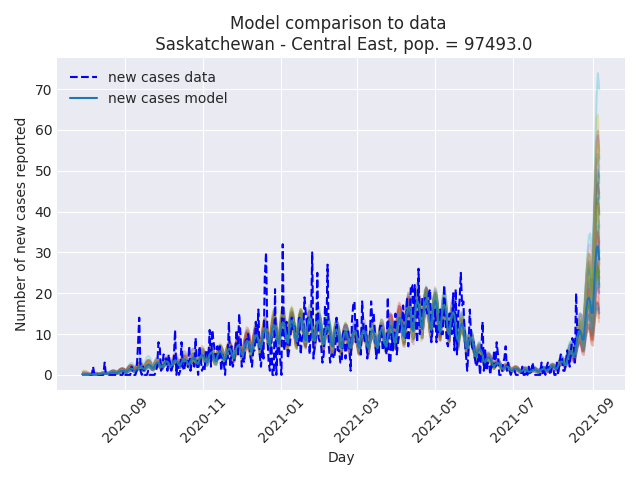 Model comparison to data
Saskatchewan - Central East, pop. = 97493.0
new cases data
new cases model
Number of new cases reported
70
60
50
40
30
20
10
0
2020-09
2020-11
2021-01
2021-03
2021-05
2021-07
2021-09
Day